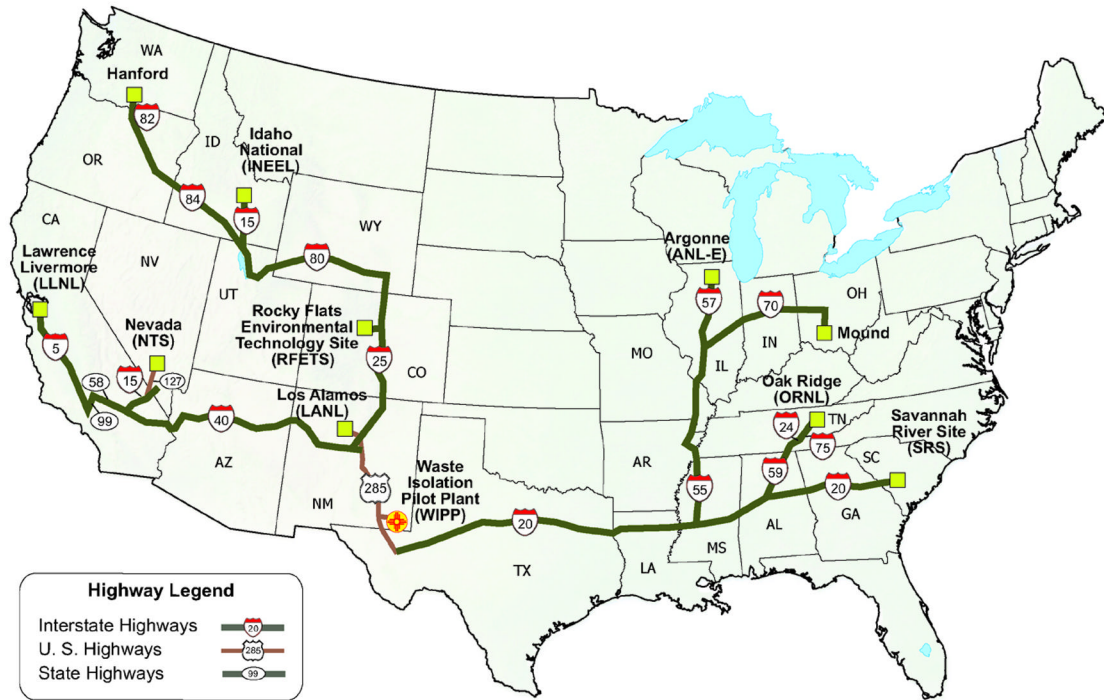 WA
Hanford
82
OR
ID
Idaho
National
(INEEL)
84
15
WY
80
CA
Lawrence
Livermore
(LLNL)
NV
UT
Nevada
(NTS)
5
58
15
127
99
Rocky Flats
Environmental
Technology Site
(RFETS)
25
CO
Los Alamos
(LANL)
40
AZ
NM
285
Waste
Isolation
Pilot Plant
(WIPP)
20
TX
Argonne
(ANL-E)
57
70
OH
Mound
IN
IL
MO
Oak Ridge
(ORNL)
24
TN
75
Savannah
River Site
(SRS)
SC
AR
55
59
20
GA
AL
MS
LA
Highway Legend
Interstate Highways 20
U. S. Highways 285
State Highways 99